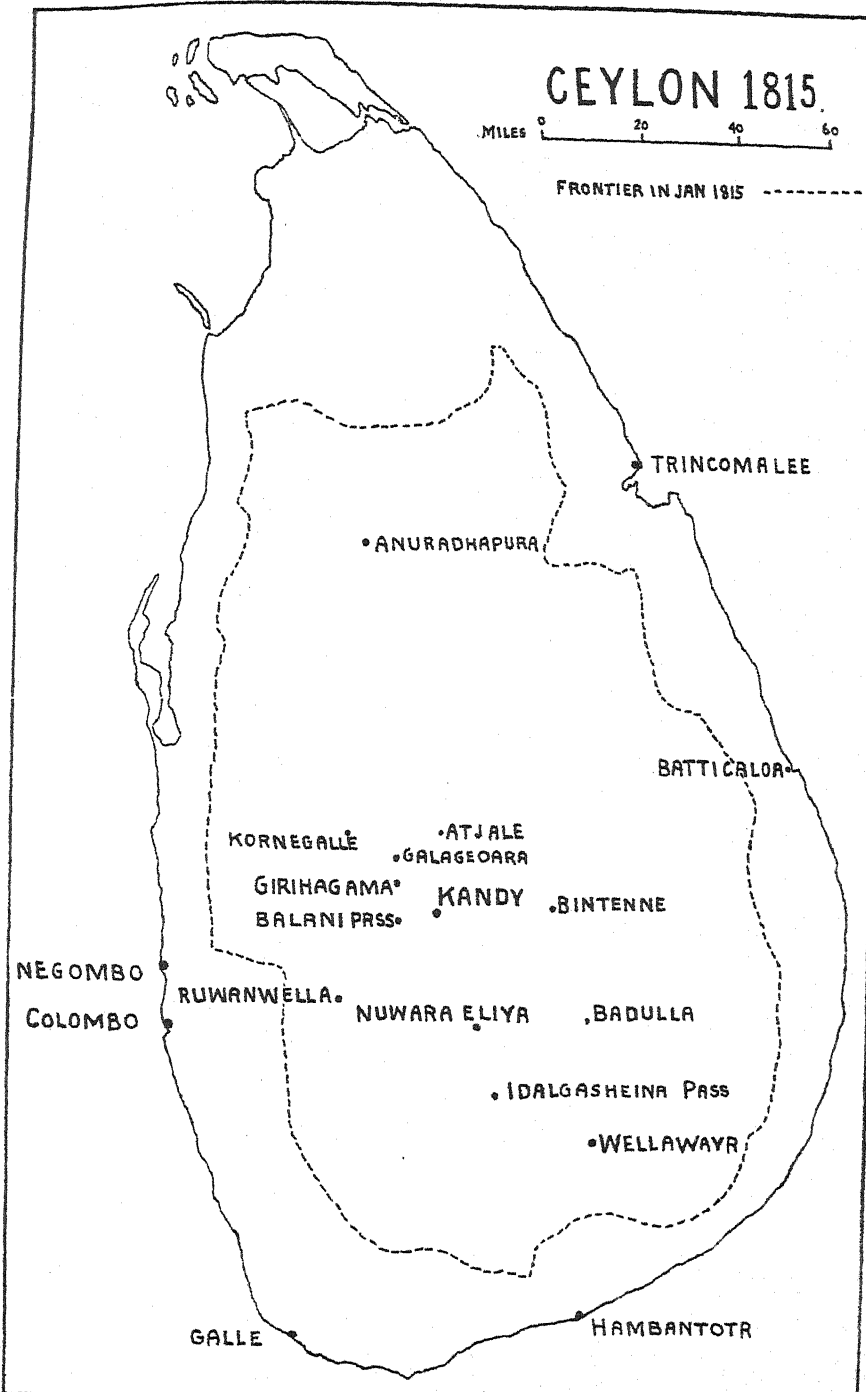 CEYLON 1815.
MILES 0 20 40 60
FRONTIER IN JAN 1815
TRINCOMALEE
ANURADHAPURA
BATTICALOA
KORNEGALLE
ATJALE
GALAGEOARA
GIRIHAGAMA
KANDY
BALANI PASS
BINTENNE
NEGOMBO
RUWANWELLA
COLOMBO
NUWARA ELIYA
BADULLA
IDALGASHEINA PASS
WELLAWAYA
GALLE
HAMBANTOTA